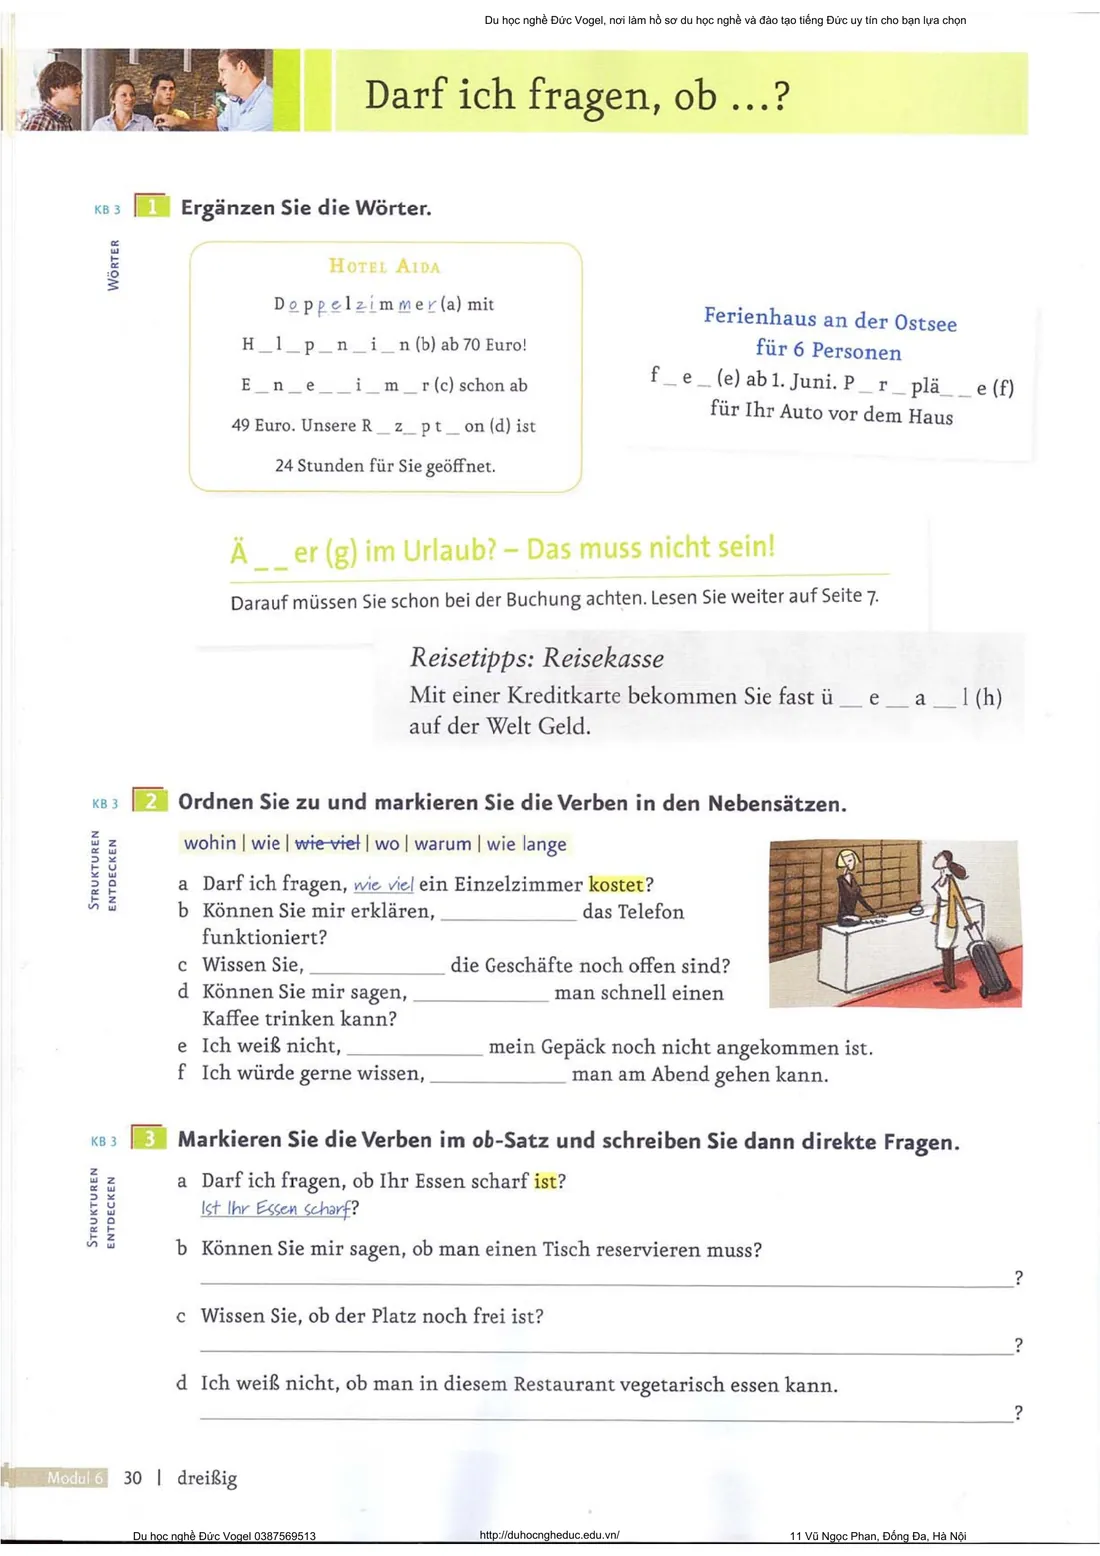 Du học nghề Đức Vogel, nơi làm hồ sơ du học nghề và đào tạo tiếng Đức uy tín cho bạn lựa chọn
Darf ich fragen, ob ...?
KB 3 1 Ergänzen Sie die Wörter.
WÖRTER
HOTEL AIDA
Doppelzimmer (a) mit
H _ l _ p _ n _ i _ n (b) ab 70 Euro!
E _ n _ e _ _ i _ m _ r (c) schon ab
49 Euro. Unsere R _ z _ p t _ on (d) ist
24 Stunden für Sie geöffnet.
Ferienhaus an der Ostsee
für 6 Personen
f _ e _ (e) ab 1. Juni. P _ r _ plä _ _ e (f)
für Ihr Auto vor dem Haus
Ä _ _ er (g) im Urlaub? – Das muss nicht sein!
Darauf müssen Sie schon bei der Buchung achten. Lesen Sie weiter auf Seite 7.
Reisetipps: Reisekasse
Mit einer Kreditkarte bekommen Sie fast ü _ e _ a _ l (h)
auf der Welt Geld.
KB 3 2 Ordnen Sie zu und markieren Sie die Verben in den Nebensätzen.
STRUKTUREN
ENTDECKEN
wohin | wie | wie viel | wo | warum | wie lange
a Darf ich fragen, wie viel ein Einzelzimmer kostet?
b Können Sie mir erklären, ____________ das Telefon
funktioniert?
c Wissen Sie, ____________ die Geschäfte noch offen sind?
d Können Sie mir sagen, ____________ man schnell einen
Kaffee trinken kann?
e Ich weiß nicht, ____________ mein Gepäck noch nicht angekommen ist.
f Ich würde gerne wissen, ____________ man am Abend gehen kann.
KB 3 3 Markieren Sie die Verben im ob-Satz und schreiben Sie dann direkte Fragen.
STRUKTUREN
ENTDECKEN
a Darf ich fragen, ob Ihr Essen scharf ist?
Ist Ihr Essen scharf?
b Können Sie mir sagen, ob man einen Tisch reservieren muss?
____________?
c Wissen Sie, ob der Platz noch frei ist?
____________?
d Ich weiß nicht, ob man in diesem Restaurant vegetarisch essen kann.
____________?
Modul 6 30 | dreißig
Du học nghề Đức Vogel 0387569513 http://duhocngheduc.edu.vn/ 11 Vũ Ngọc Phan, Đống Đa, Hà Nội